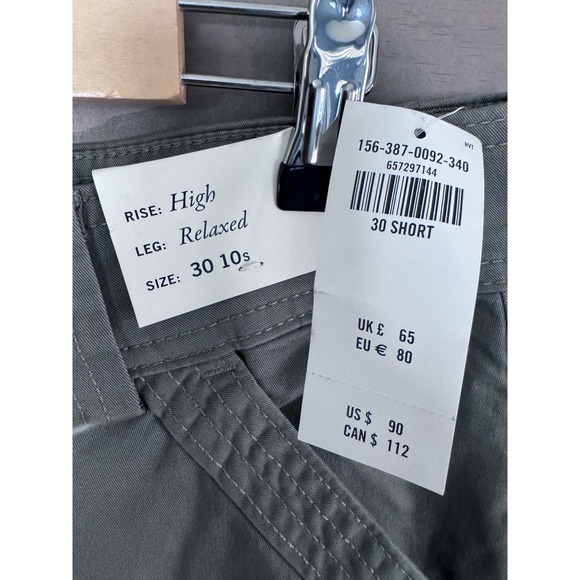 RISE: High
LEG: Relaxed
SIZE: 30 10s
NVT
156-387-0092-340
657297144
30 SHORT
UK £ 65
EU € 80
US $ 90
CAN $ 112